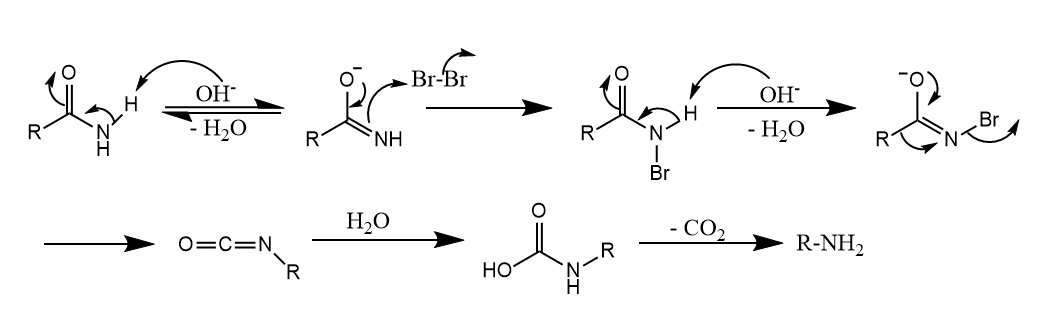 O O⁻ Br-Br O ⁻O
H OH⁻ H OH⁻ Br
R N - H₂O R NH R N - H₂O R N
H Br
O H₂O - CO₂
O=C=N R R-NH₂
R HO N
H